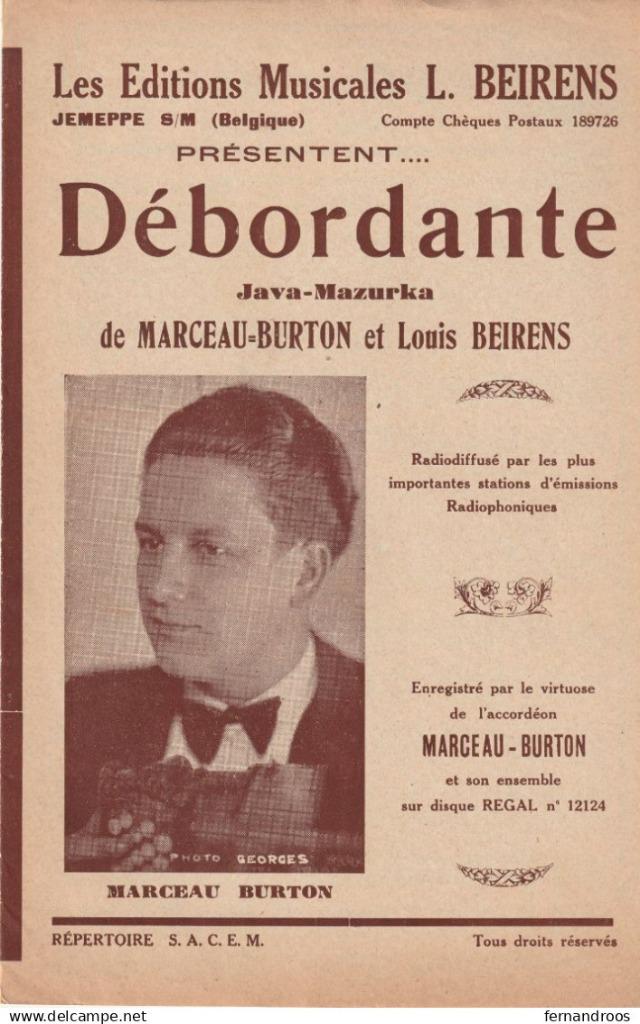 Les Editions Musicales L. BEIRENS
JEMEPPE S/M (Belgique) Compte Chèques Postaux 189726
PRÉSENTENT....
Débordante
Java-Mazurka
de MARCEAU=BURTON et Louis BEIRENS
Radiodiffusé par les plus
importantes stations d'émissions
Radiophoniques
Enregistré par le virtuose
de l'accordéon
MARCEAU - BURTON
et son ensemble
sur disque REGAL n° 12124
PHOTO GEORGES
MARCEAU BURTON
RÉPERTOIRE S. A. C. E. M. Tous droits réservés
www.delcampe.net fernandroos